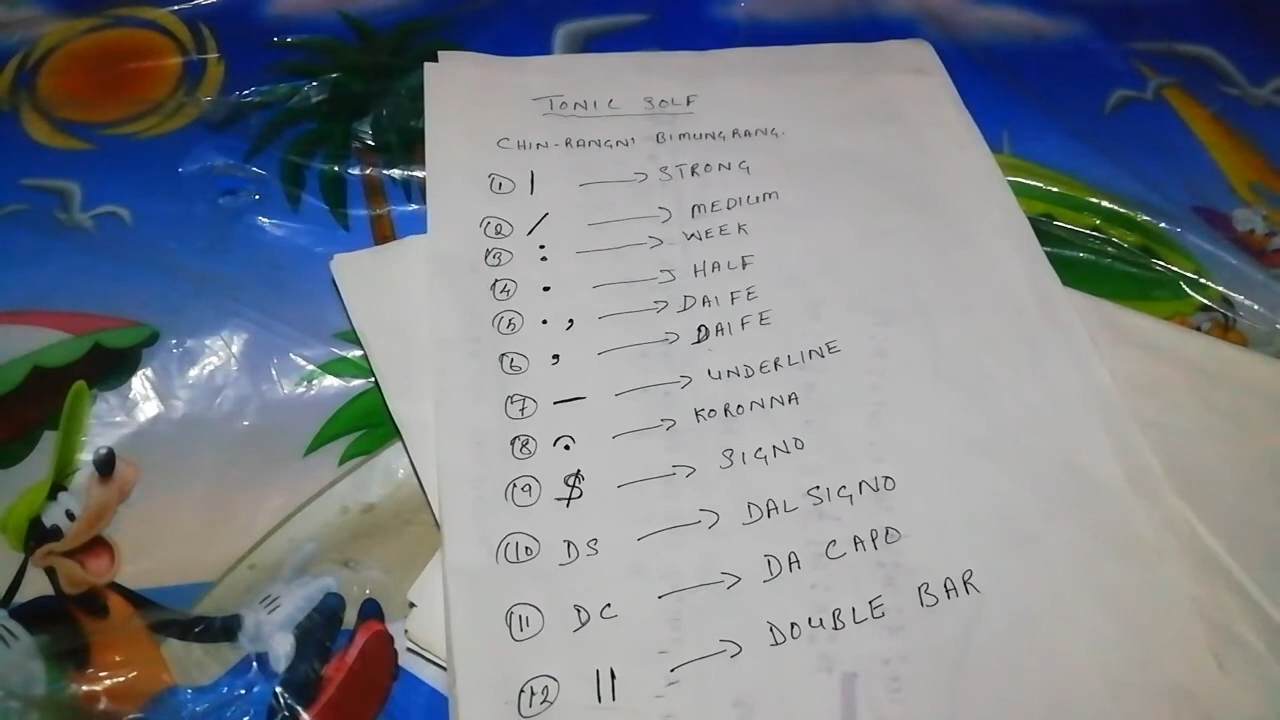 TONIC SOLF
CHIN-RANGNI BIMUNGRANG.
1 | → STRONG
2 / → MEDIUM
3 : → WEEK
4 . → HALF
5 . , → DAIFE
6 , → DAIFE
7 — → UNDERLINE
8 𝄐 → KORONNA
9 $ → SIGNO
10 DS → DAL SIGNO
11 DC → DA CAPO
12 || → DOUBLE BAR